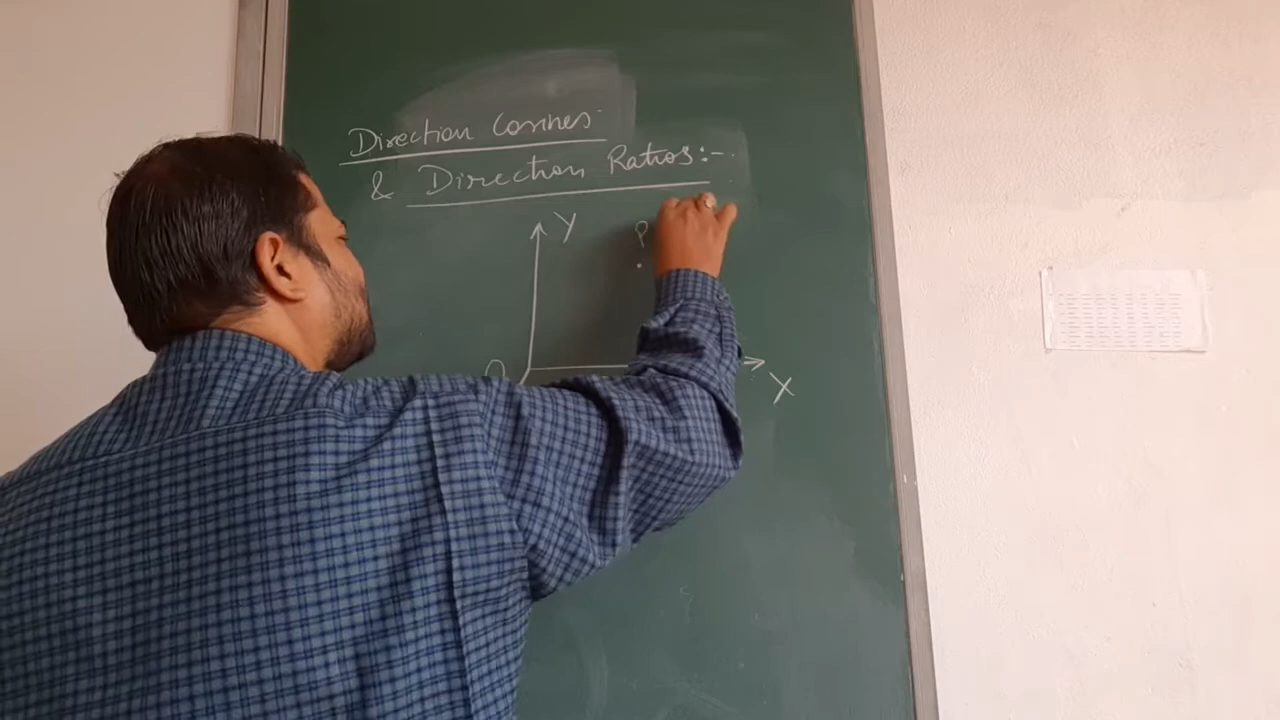 Direction Cosines
& Direction Ratios:-
Y
P
O
X